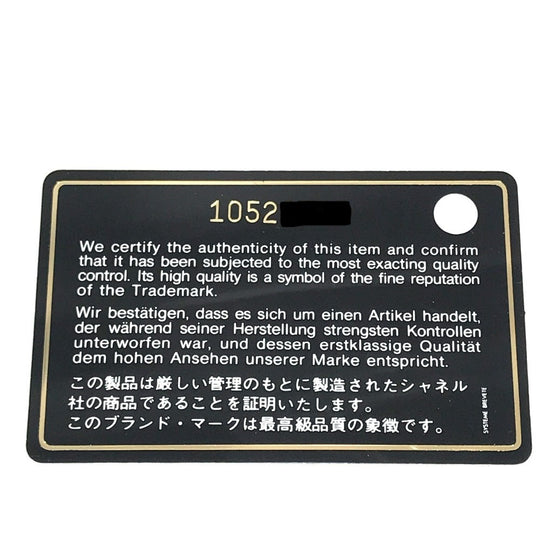 1052
We certify the authenticity of this item and confirm
that it has been subjected to the most exacting quality
control. Its high quality is a symbol of the fine reputation
of the Trademark.
Wir bestätigen, dass es sich um einen Artikel handelt,
der während seiner Herstellung strengsten Kontrollen
unterworfen war, und dessen erstklassige Qualität
dem hohen Ansehen unserer Marke entspricht.
この製品は厳しい管理のもとに製造されたシャネル
社の商品であることを証明いたします。
このブランド・マークは最高級品質の象徴です。
SYSTEME BREVETE